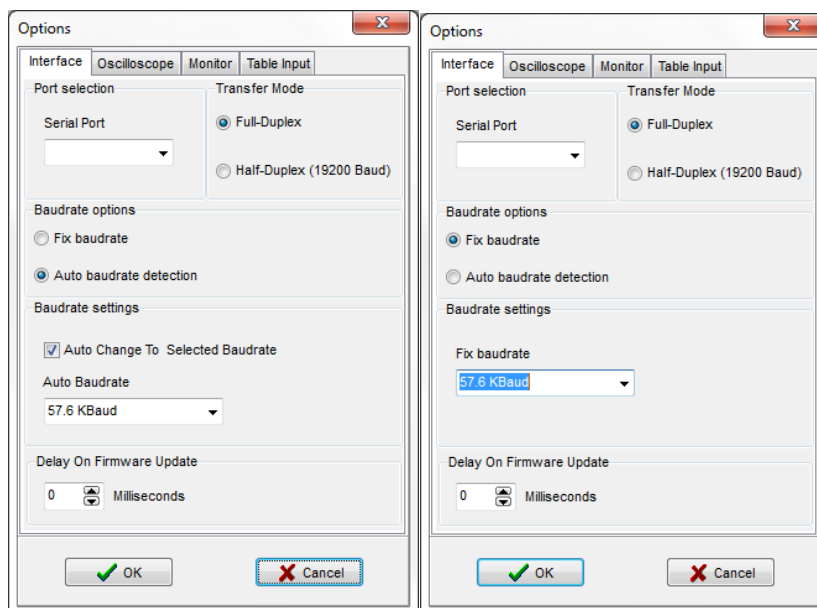 Options
Interface Oscilloscope Monitor Table Input
Port selection Transfer Mode
Serial Port
Full-Duplex
Half-Duplex (19200 Baud)
Baudrate options
Fix baudrate
Auto baudrate detection
Baudrate settings
Auto Change To Selected Baudrate
Auto Baudrate
57.6 KBaud
Delay On Firmware Update
0 Milliseconds
OK Cancel
Options
Interface Oscilloscope Monitor Table Input
Port selection Transfer Mode
Serial Port
Full-Duplex
Half-Duplex (19200 Baud)
Baudrate options
Fix baudrate
Auto baudrate detection
Baudrate settings
Fix baudrate
57.6 KBaud
Delay On Firmware Update
0 Milliseconds
OK Cancel